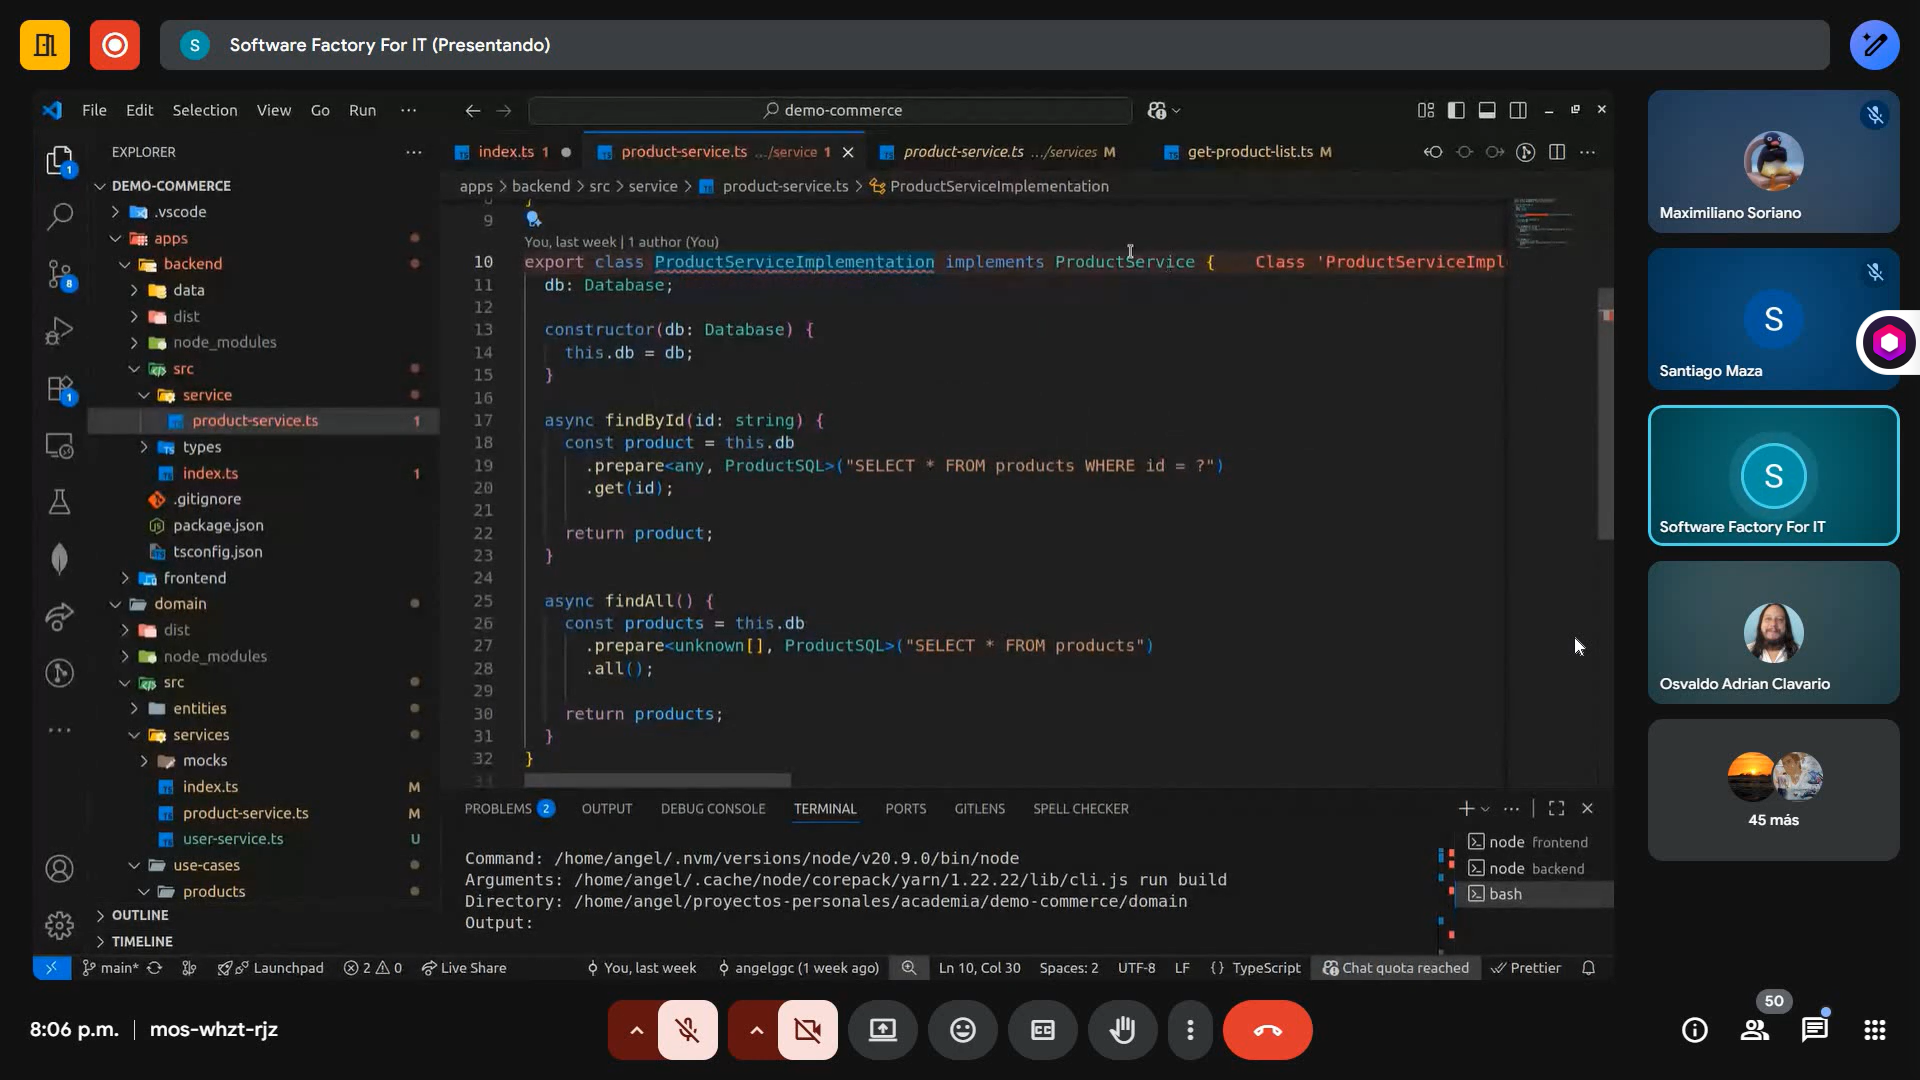 S Software Factory For IT (Presentando)
File Edit Selection View Go Run ··· demo-commerce
EXPLORER ···
index.ts 1
product-service.ts .../service 1
product-service.ts .../services M
get-product-list.ts M
apps > backend > src > service > product-service.ts > ProductServiceImplementation
DEMO-COMMERCE
.vscode
apps
backend
data
dist
node_modules
src
service
product-service.ts 1
types
index.ts 1
.gitignore
package.json
tsconfig.json
frontend
domain
dist
node_modules
src
entities
services
mocks
index.ts M
product-service.ts M
user-service.ts U
use-cases
products
OUTLINE
TIMELINE
1
8
1
8 }
9
You, last week | 1 author (You)
10 export class ProductServiceImplementation implements ProductService { Class 'ProductServiceImpl
11 db: Database;
12
13 constructor(db: Database) {
14 this.db = db;
15 }
16
17 async findById(id: string) {
18 const product = this.db
19 .prepare<any, ProductSQL>("SELECT * FROM products WHERE id = ?")
20 .get(id);
21
22 return product;
23 }
24
25 async findAll() {
26 const products = this.db
27 .prepare<unknown[], ProductSQL>("SELECT * FROM products")
28 .all();
29
30 return products;
31 }
32 }
33
PROBLEMS 2 OUTPUT DEBUG CONSOLE TERMINAL PORTS GITLENS SPELL CHECKER
Command: /home/angel/.nvm/versions/node/v20.9.0/bin/node
Arguments: /home/angel/.cache/node/corepack/yarn/1.22.22/lib/cli.js run build
Directory: /home/angel/proyectos-personales/academia/demo-commerce/domain
Output:
node frontend
node backend
bash
main* Launchpad 2 0 Live Share You, last week angelggc (1 week ago) Ln 10, Col 30 Spaces: 2 UTF-8 LF {} TypeScript Chat quota reached Prettier
Maximiliano Soriano
S
Santiago Maza
S
Software Factory For IT
Osvaldo Adrian Clavario
45 más
8:06 p.m. | mos-whzt-rjz
50